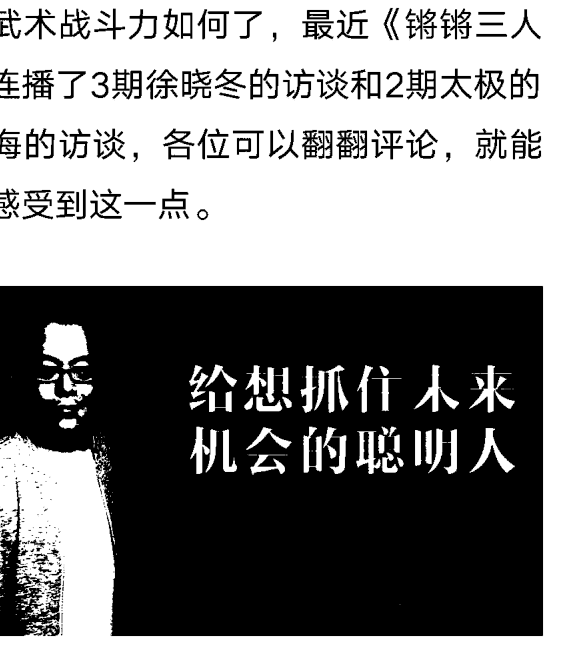 武术战斗力如何了，最近《锵锵三人
连播了3期徐晓冬的访谈和2期太极的
海的访谈，各位可以翻翻评论，就能
感受到这一点。
给想抓住未来
机会的聪明人